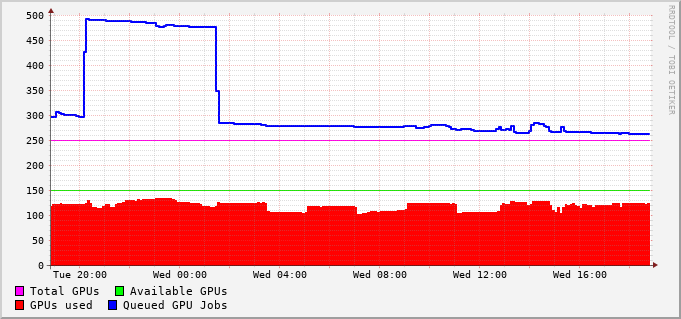 500
450
400
350
300
250
200
150
100
50
0
Tue 20:00 Wed 00:00 Wed 04:00 Wed 08:00 Wed 12:00 Wed 16:00
Total GPUs Available GPUs
GPUs used Queued GPU Jobs
RRDTOOL / TOBI OETIKER